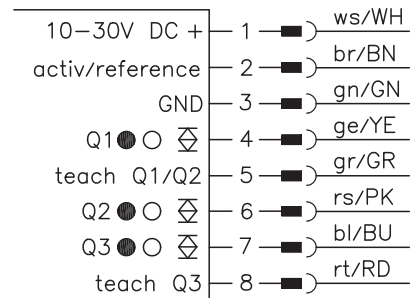 10-30V DC + 1 ws/WH
activ/reference 2 br/BN
GND 3 gn/GN
Q1 4 ge/YE
teach Q1/Q2 5 gr/GR
Q2 6 rs/PK
Q3 7 bl/BU
teach Q3 8 rt/RD